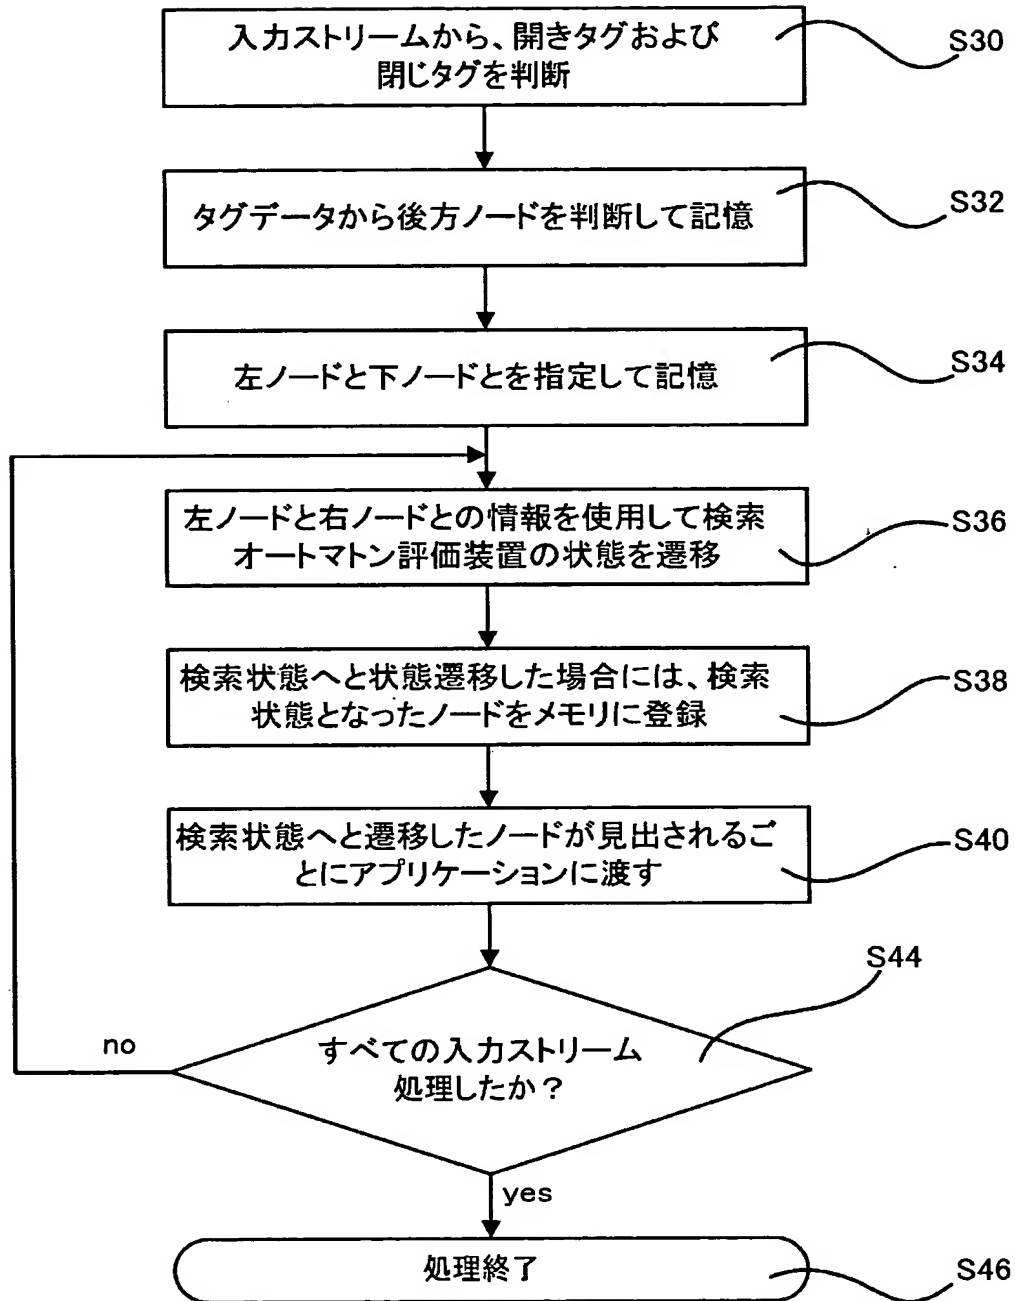 入力ストリームから、開きタグおよび
閉じタグを判断
S30
タグデータから後方ノードを判断して記憶
S32
左ノードと下ノードとを指定して記憶
S34
左ノードと右ノードとの情報を使用して検索
オートマトン評価装置の状態を遷移
S36
検索状態へと状態遷移した場合には、検索
状態となったノードをメモリに登録
S38
検索状態へと遷移したノードが見出されるご
とにアプリケーションに渡す
S40
S44
すべての入力ストリーム
処理したか？
no
yes
処理終了
S46